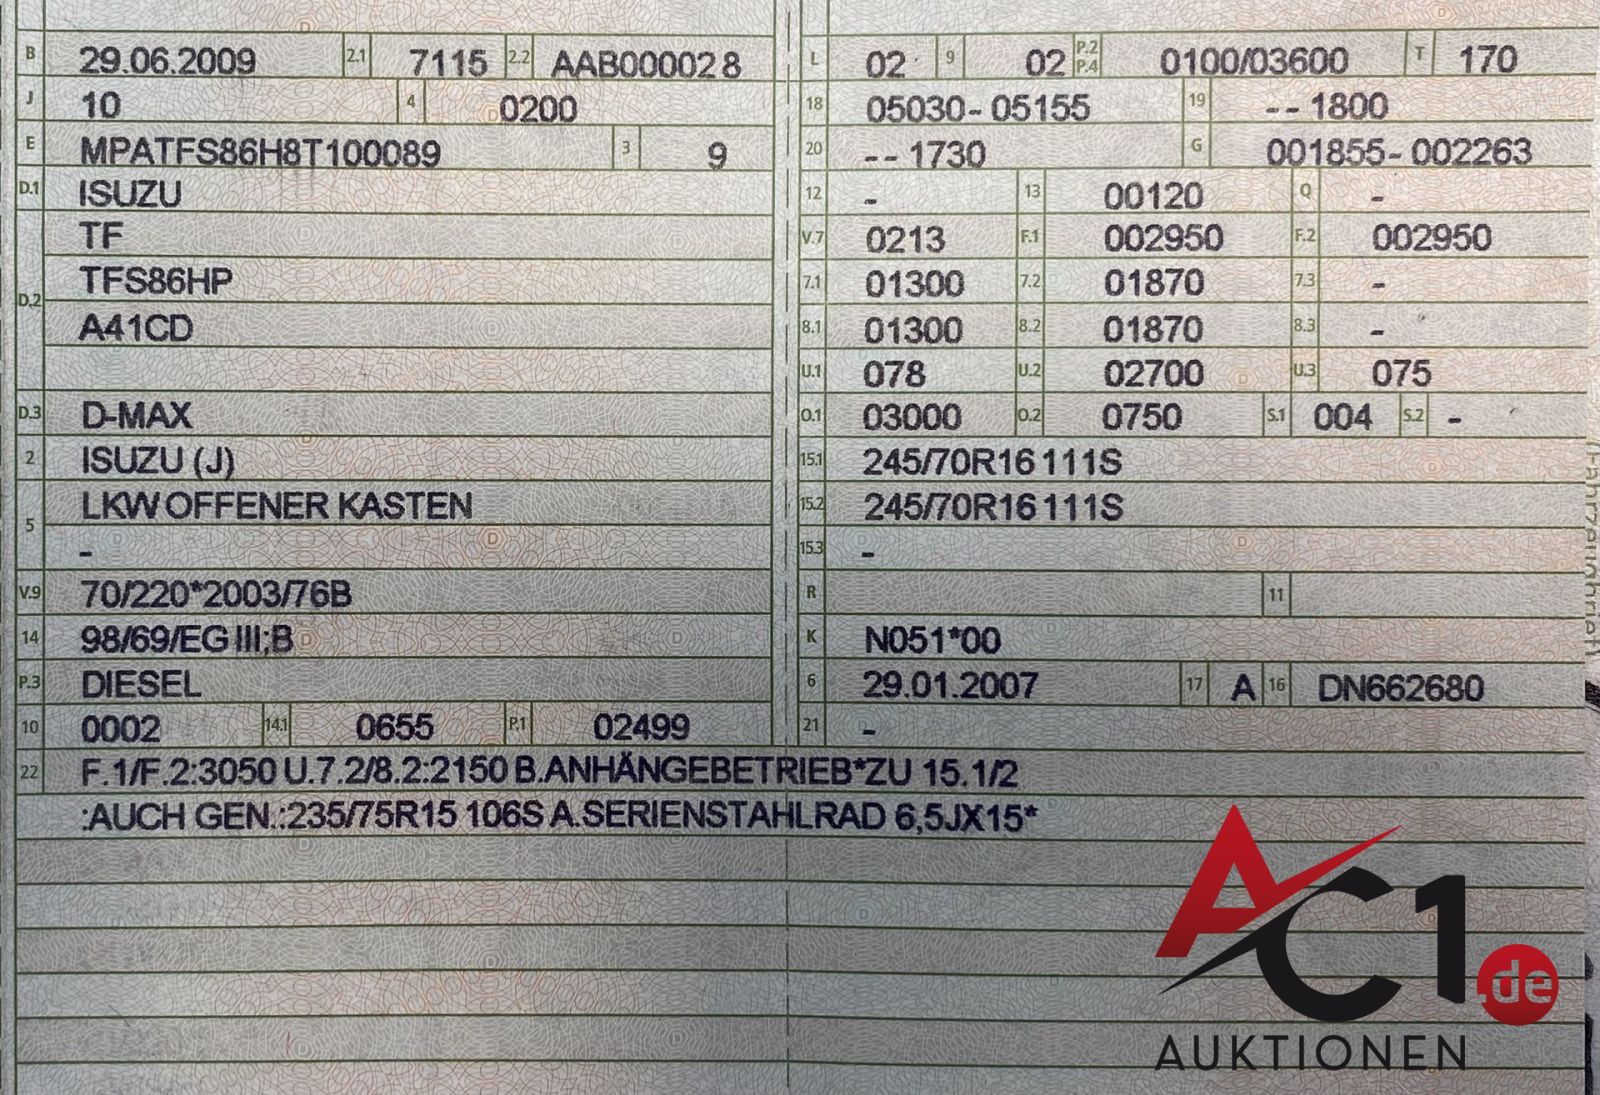 B 29.06.2009 2.1 7115 2.2 AAB00002 8
J 10 4 0200
E MPATFS86H8T100089 3 9
D.1 ISUZU
TF
D.2 TFS86HP
A41CD
D.3 D-MAX
2 ISUZU (J)
5 LKW OFFENER KASTEN
-
V.9 70/220*2003/76B
14 98/69/EG III;B
P.3 DIESEL
10 0002 14.1 0655 P.1 02499
L 02 9 02 P.2 P.4 0100/03600 T 170
18 05030-05155 19 --1800
20 --1730 G 001855-002263
12 - 13 00120 Q -
V.7 0213 F.1 002950 F.2 002950
7.1 01300 7.2 01870 7.3 -
8.1 01300 8.2 01870 8.3 -
U.1 078 U.2 02700 U.3 075
O.1 03000 O.2 0750 S.1 004 S.2 -
15.1 245/70R16 111S
15.2 245/70R16 111S
15.3 -
R 11
K N051*00
6 29.01.2007 17 A 16 DN662680
21 -
22 F.1/F.2:3050 U.7.2/8.2:2150 B.ANHÄNGEBETRIEB*ZU 15.1/2
:AUCH GEN.:235/75R15 106S A.SERIENSTAHLRAD 6,5JX15*
AC1.de
AUKTIONEN